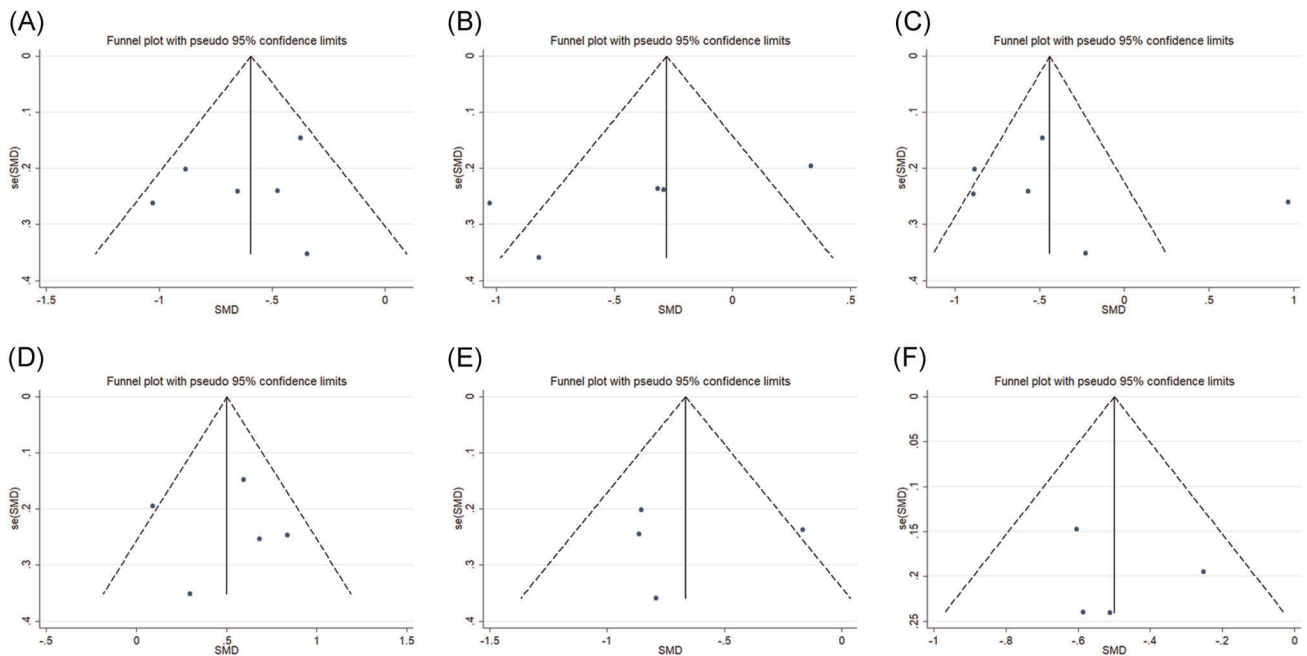 (A)
Funnel plot with pseudo 95% confidence limits
se(SMD)
0
.1
.2
.3
.4
-1.5
-1
-.5
0
SMD
(B)
Funnel plot with pseudo 95% confidence limits
se(SMD)
0
.1
.2
.3
.4
-1
-.5
0
.5
SMD
(C)
Funnel plot with pseudo 95% confidence limits
se(SMD)
0
.1
.2
.3
.4
-1
-.5
0
.5
1
SMD
(D)
Funnel plot with pseudo 95% confidence limits
se(SMD)
0
.1
.2
.3
.4
-.5
0
.5
1
1.5
SMD
(E)
Funnel plot with pseudo 95% confidence limits
se(SMD)
0
.1
.2
.3
.4
-1.5
-1
-.5
0
SMD
(F)
Funnel plot with pseudo 95% confidence limits
se(SMD)
0
.05
.1
.15
.2
.25
-1
-.8
-.6
-.4
-.2
0
SMD